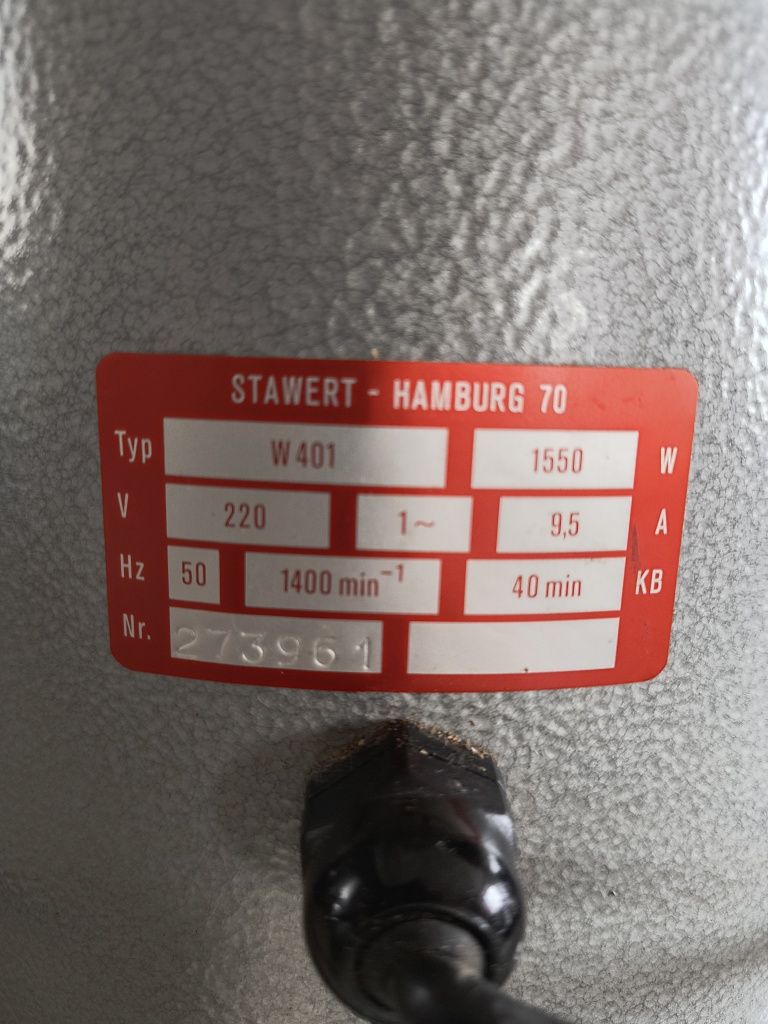 STAWERT - HAMBURG 70
Typ W 401 1550 W
V 220 1~ 9,5 A
Hz 50 1400 min⁻¹ 40 min KB
Nr. 273961